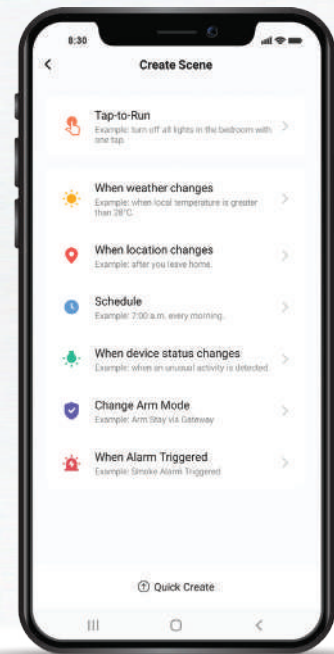 8:30
Create Scene
Tap-to-Run
Example: turn off all lights in the bedroom with
one tap.
When weather changes
Example: when local temperature is greater
than 28°C.
When location changes
Example: after you leave home.
Schedule
Example: 7:00 a.m. every morning.
When device status changes
Example: when an unusual activity is detected
Change Arm Mode
Example: Arm Stay via Gateway
When Alarm Triggered
Example: Smoke Alarm Triggered
Quick Create